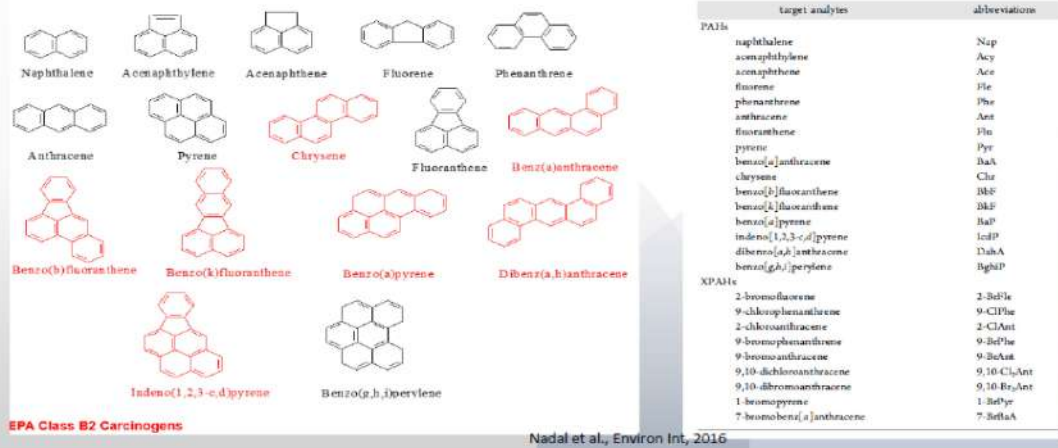 Naphthalene Acenaphthylene Acenaphthene Fluorene Phenanthrene
Anthracene Pyrene Chrysene Fluoranthene Benz(a)anthracene
Benzo(b)fluoranthene Benzo(k)fluoranthene Benzo(a)pyrene Dibenz(a,h)anthracene
Indeno(1,2,3-c,d)pyrene Benzo(g,h,i)perylene
EPA Class B2 Carcinogens
target analytes abbreviations
PAHs
naphthalene Nap
acenaphthylene Acy
acenaphthene Ace
fluorene Fle
phenanthrene Phe
anthracene Ant
fluoranthene Flu
pyrene Pyr
benzo[a]anthracene BaA
chrysene Chr
benzo[b]fluoranthene BbF
benzo[k]fluoranthene BkF
benzo[a]pyrene BaP
indeno[1,2,3-c,d]pyrene IcdP
dibenzo[a,h]anthracene DahA
benzo[g,h,i]perylene BghiP
XPAHs
2-bromofluorene 2-BrFle
9-chlorophenanthrene 9-ClPhe
2-chloroanthracene 2-ClAnt
9-bromophenanthrene 9-BrPhe
9-bromoanthracene 9-BrAnt
9,10-dichloroanthracene 9,10-Cl₂Ant
9,10-dibromoanthracene 9,10-Br₂Ant
1-bromopyrene 1-BrPyr
7-bromobenz[a]anthracene 7-BrBaA
Nadal et al., Environ Int, 2016